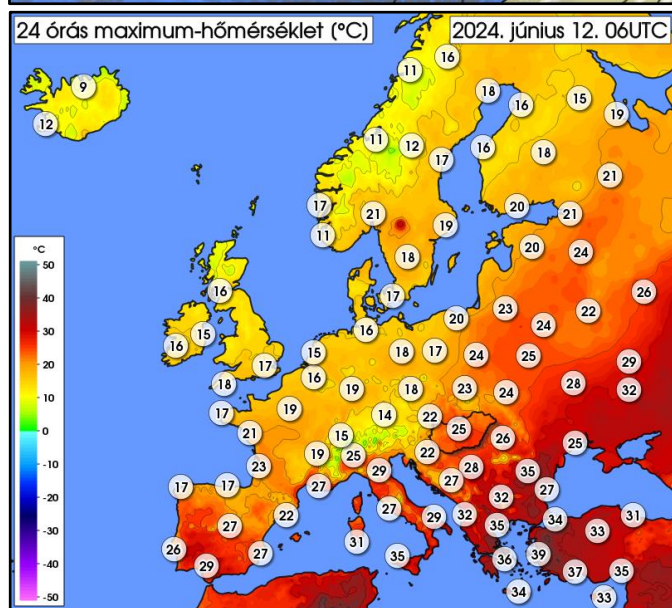 24 órás maximum-hőmérséklet (°C) 2024. június 12. 06UTC
16
11
9 18 16 15
12 19
11 12 17 16 18
21
17 21 20 21
11 19
18 20 24
17 26
°C 16 23 22
50 16 20 24
40 16 15 15 18 17 24 25 29
30 17 16 28
20 18 19 18 23 24 32
10 17 19 14 22
0 21 15 22 25 26 25
-10 23 19 25 29 28 35
-20 17 17 27 27 27
-30 22 27 29 32 32 34 31
-40 27 35 33
-50 26 27 31 35 36 39
29 37 35
34 33